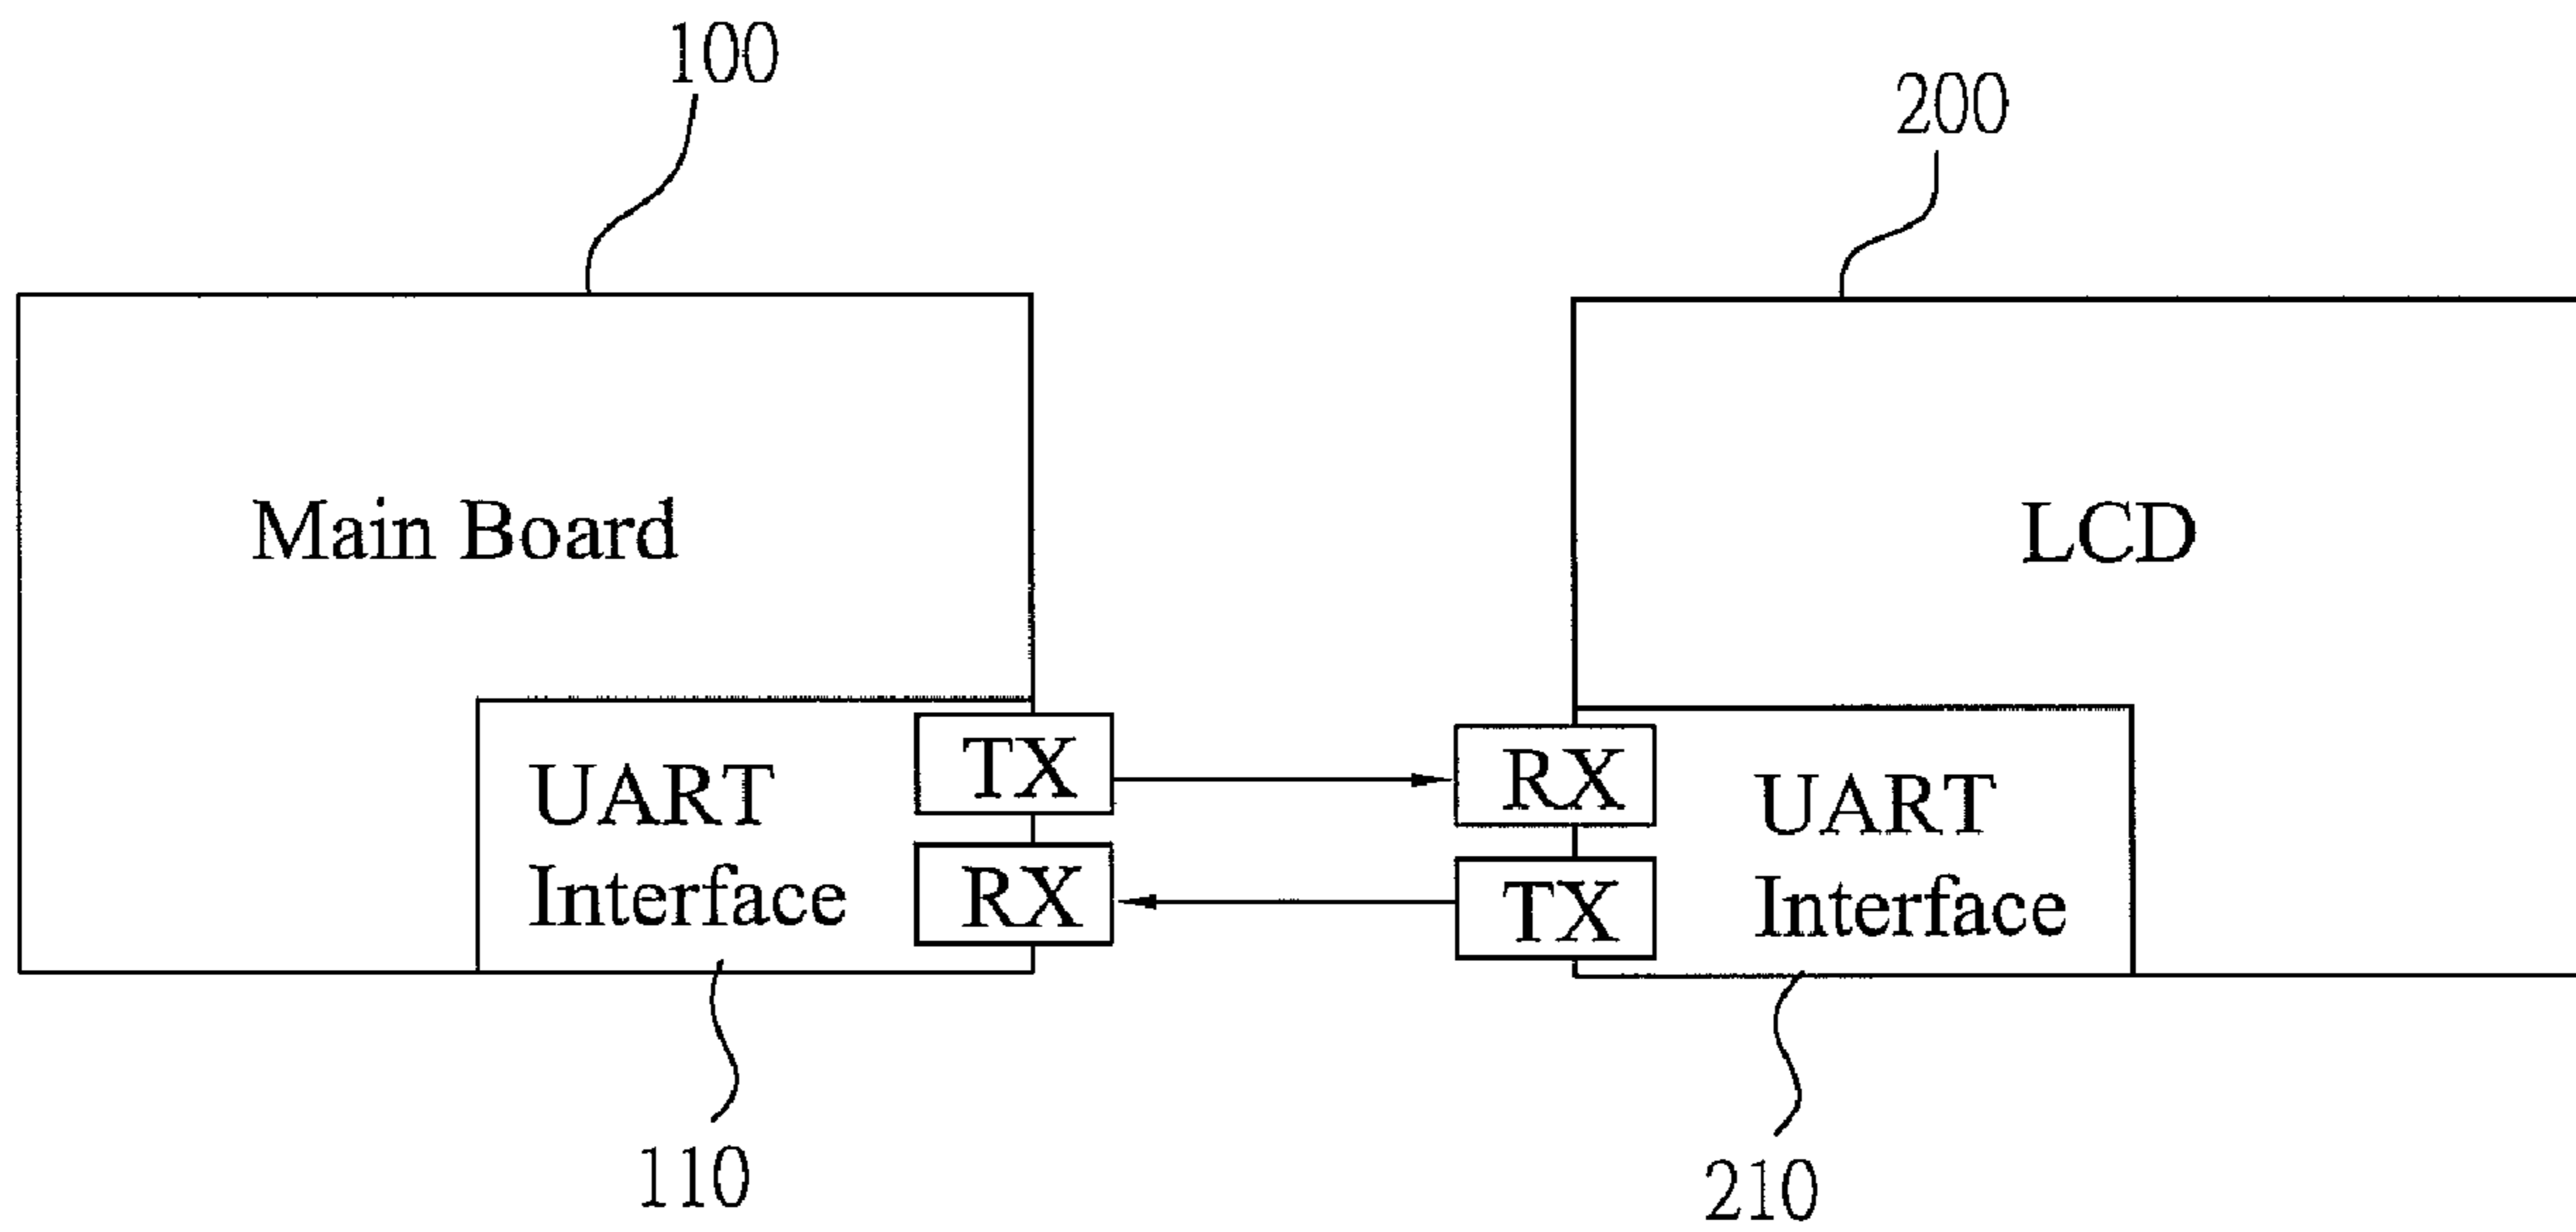 100
200
Main Board
LCD
TX
RX
UART
Interface
RX
TX
UART
Interface
110
210